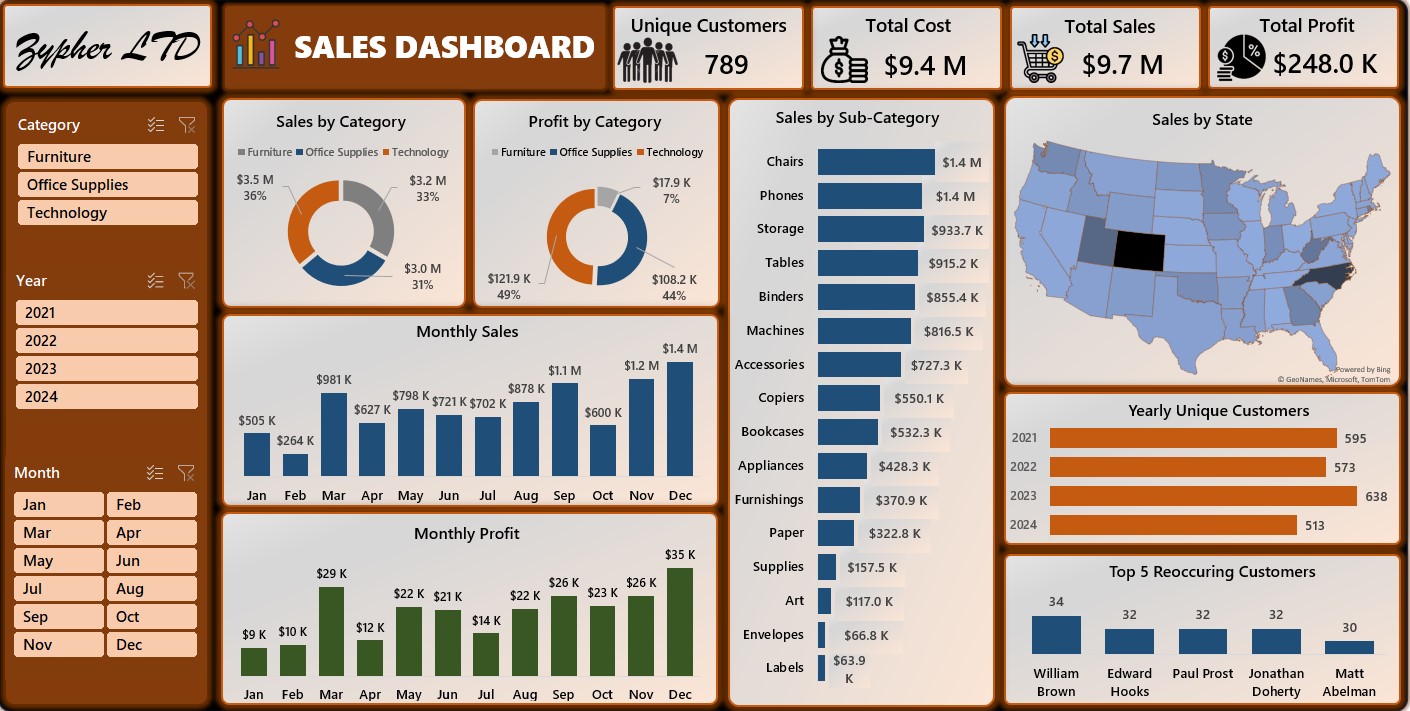 Zypher LTD
SALES DASHBOARD
Unique Customers
789
Total Cost
$9.4 M
Total Sales
$9.7 M
%
Total Profit
$248.0 K
Category
Furniture
Office Supplies
Technology
Year
2021
2022
2023
2024
Month
Jan Feb
Mar Apr
May Jun
Jul Aug
Sep Oct
Nov Dec
Sales by Category
Furniture Office Supplies Technology
$3.5 M
36%
$3.2 M
33%
$3.0 M
31%
Profit by Category
Furniture Office Supplies Technology
$17.9 K
7%
$121.9 K
49%
$108.2 K
44%
Monthly Sales
$505 K $264 K $981 K $627 K $798 K $721 K $702 K $878 K $1.1 M $600 K $1.2 M $1.4 M
Jan Feb Mar Apr May Jun Jul Aug Sep Oct Nov Dec
Monthly Profit
$9 K $10 K $29 K $12 K $22 K $21 K $14 K $22 K $26 K $23 K $26 K $35 K
Jan Feb Mar Apr May Jun Jul Aug Sep Oct Nov Dec
Sales by Sub-Category
Chairs $1.4 M
Phones $1.4 M
Storage $933.7 K
Tables $915.2 K
Binders $855.4 K
Machines $816.5 K
Accessories $727.3 K
Copiers $550.1 K
Bookcases $532.3 K
Appliances $428.3 K
Furnishings $370.9 K
Paper $322.8 K
Supplies $157.5 K
Art $117.0 K
Envelopes $66.8 K
Labels $63.9
K
Sales by State
Powered by Bing
© GeoNames, Microsoft, TomTom
Yearly Unique Customers
2021 595
2022 573
2023 638
2024 513
Top 5 Reoccuring Customers
34 32 32 32 30
William Edward Paul Prost Jonathan Matt
Brown Hooks Doherty Abelman